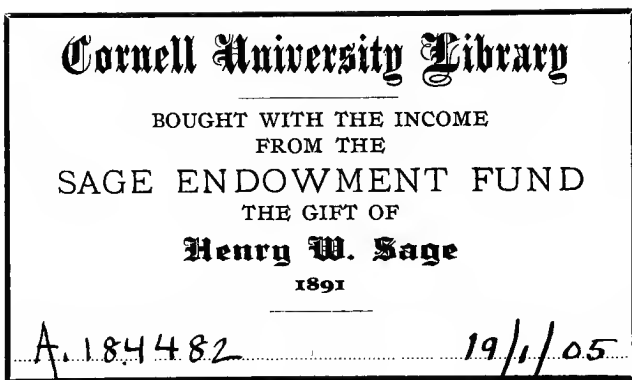 Cornell University Library
BOUGHT WITH THE INCOME
FROM THE
SAGE ENDOWMENT FUND
THE GIFT OF
Henry W. Sage
1891
A.184482 19/1/05